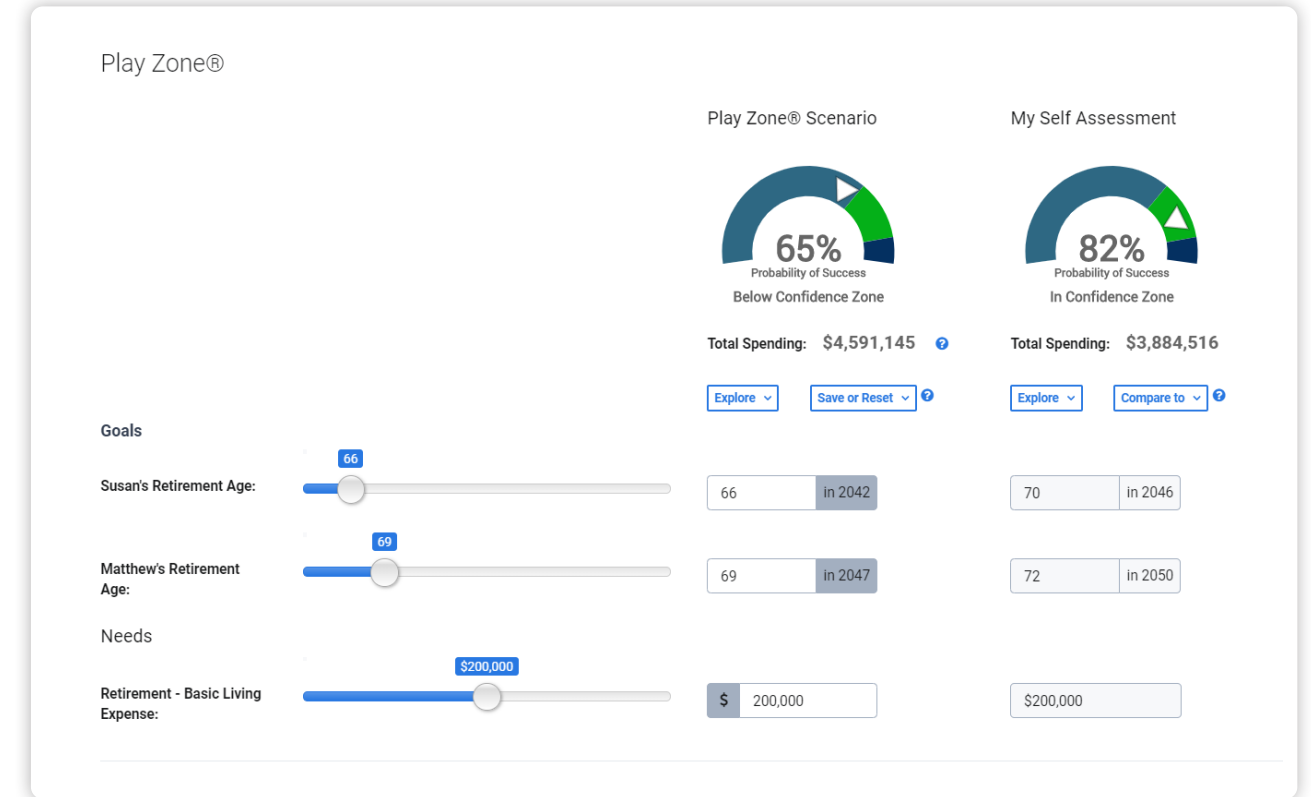 Play Zone®
Play Zone® Scenario
My Self Assessment
65%
Probability of Success
Below Confidence Zone
82%
Probability of Success
In Confidence Zone
Total Spending: $4,591,145 ?
Total Spending: $3,884,516
Explore
Save or Reset ?
Explore
Compare to ?
Goals
66
Susan's Retirement Age:
66 in 2042
70 in 2046
69
Matthew's Retirement
Age:
69 in 2047
72 in 2050
Needs
$200,000
Retirement - Basic Living
Expense:
$ 200,000
$200,000